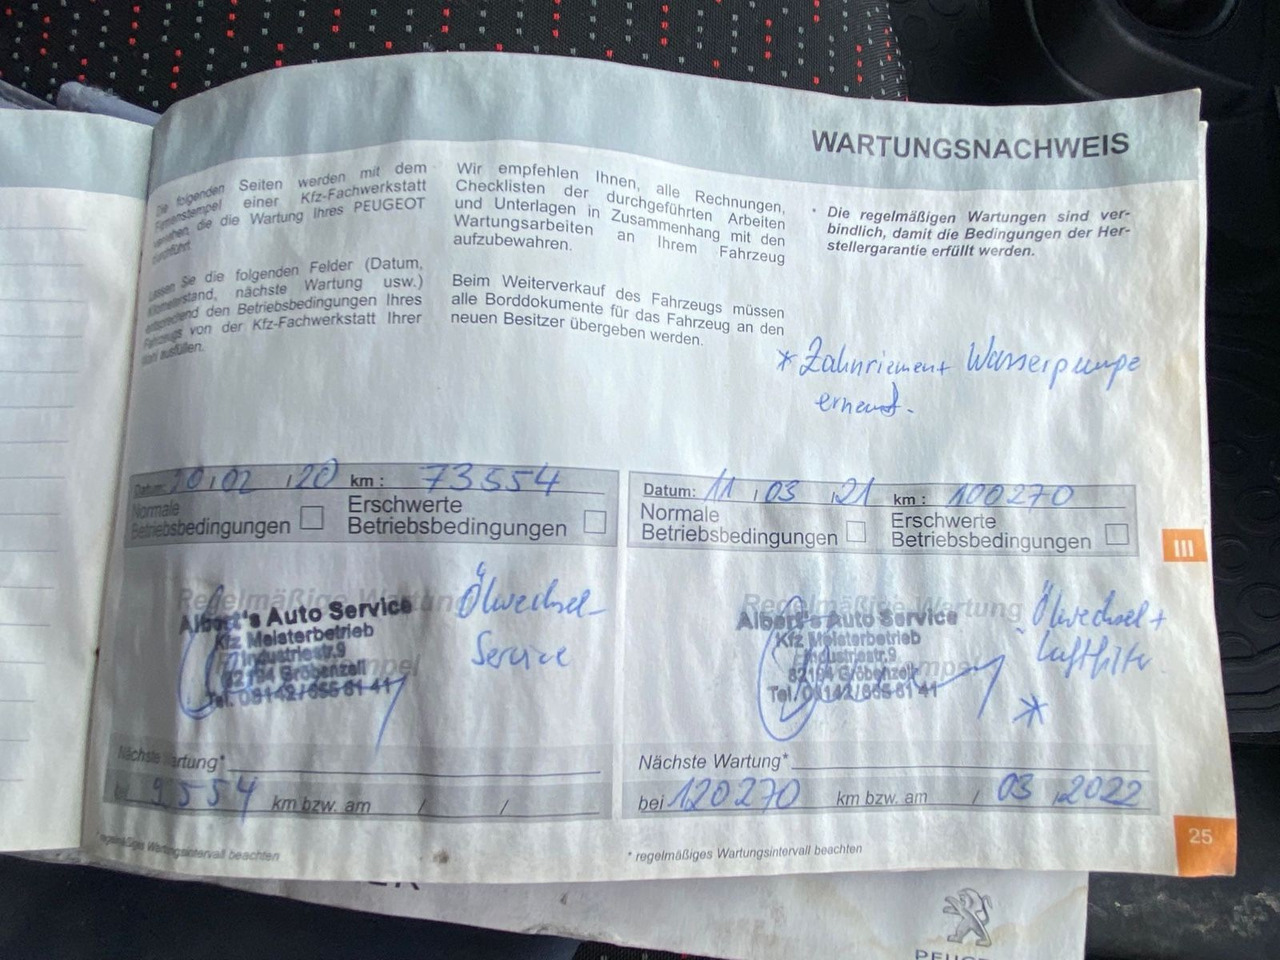 WARTUNGSNACHWEIS
Die folgenden Seiten werden mit dem
Firmenstempel einer Kfz-Fachwerkstatt
versehen, die die Wartung Ihres PEUGEOT
durchführt.
Lassen Sie die folgenden Felder (Datum,
Kilometerstand, nächste Wartung usw.)
entsprechend den Betriebsbedingungen Ihres
Fahrzeugs von der Kfz-Fachwerkstatt Ihrer
Wahl ausfüllen.
Wir empfehlen Ihnen, alle Rechnungen,
Checklisten der durchgeführten Arbeiten
und Unterlagen in Zusammenhang mit den
Wartungsarbeiten an Ihrem Fahrzeug
aufzubewahren.
Beim Weiterverkauf des Fahrzeugs müssen
alle Borddokumente für das Fahrzeug an den
neuen Besitzer übergeben werden.
* Die regelmäßigen Wartungen sind ver-
bindlich, damit die Bedingungen der Her-
stellergarantie erfüllt werden.
* Zahnriemen + Wasserpumpe
erneut.
Datum: 20 02 20 km : 73554
Normale
Betriebsbedingungen
Erschwerte
Betriebsbedingungen
Regelmäßige Wartung
Albert's Auto Service
Kfz Meisterbetrieb
Industriestr.9
82194 Gröbenzell
Tel. 08142/655 61 41
Ölwechsel-
Service
Nächste Wartung*
bei 9 554 km bzw. am / /
* regelmäßiges Wartungsintervall beachten
Datum: 11 03 21 km : 100270
Normale
Betriebsbedingungen
Erschwerte
Betriebsbedingungen
Regelmäßige Wartung
Albert's Auto Service
Kfz Meisterbetrieb
Industriestr.9
82194 Gröbenzell
Tel. 08142/655 61 41
Ölwechsel +
Luftfilter
*
Nächste Wartung*
bei 120270 km bzw. am / 03 2022
* regelmäßiges Wartungsintervall beachten
III
25